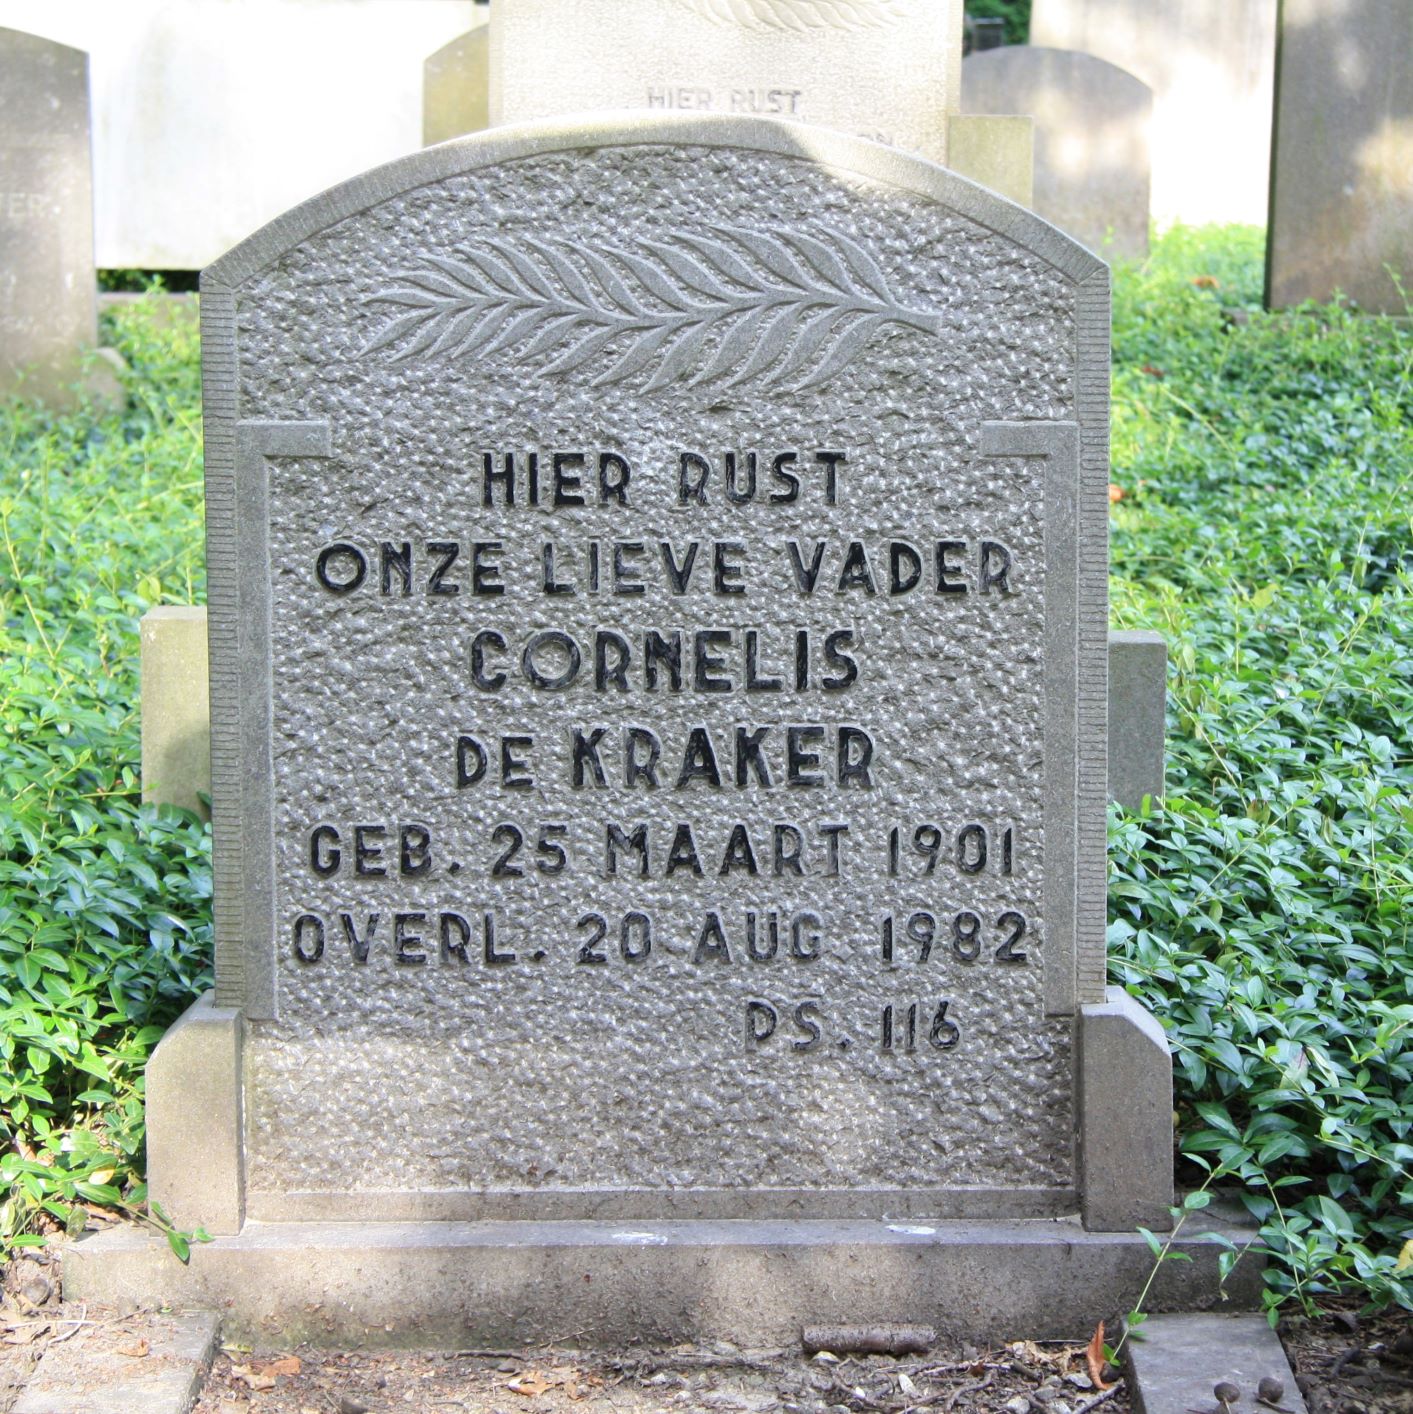 HIER RUST
HIER RUST
ONZE LIEVE VADER
CORNELIS
DE KRAKER
GEB. 25 MAART 1901
OVERL. 20 AUG 1982
PS. 116